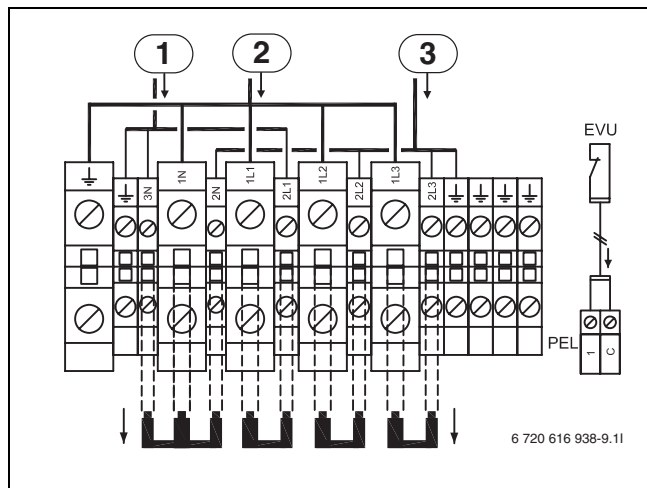 1 2 3
EVU
3N 1N 2N 1L1 2L1 1L2 2L2 1L3 2L3
PEL 1 C
6 720 616 938-9.1I